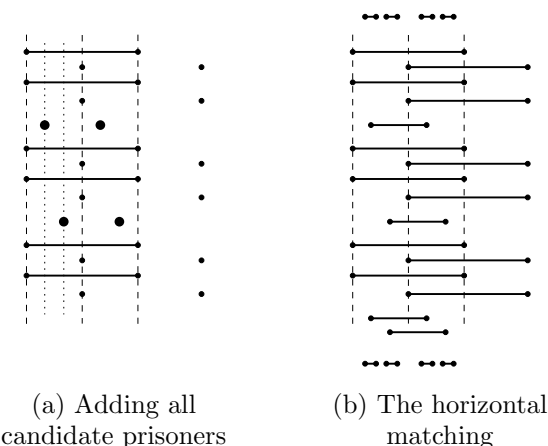 (a) Adding all
candidate prisoners
(b) The horizontal
matching